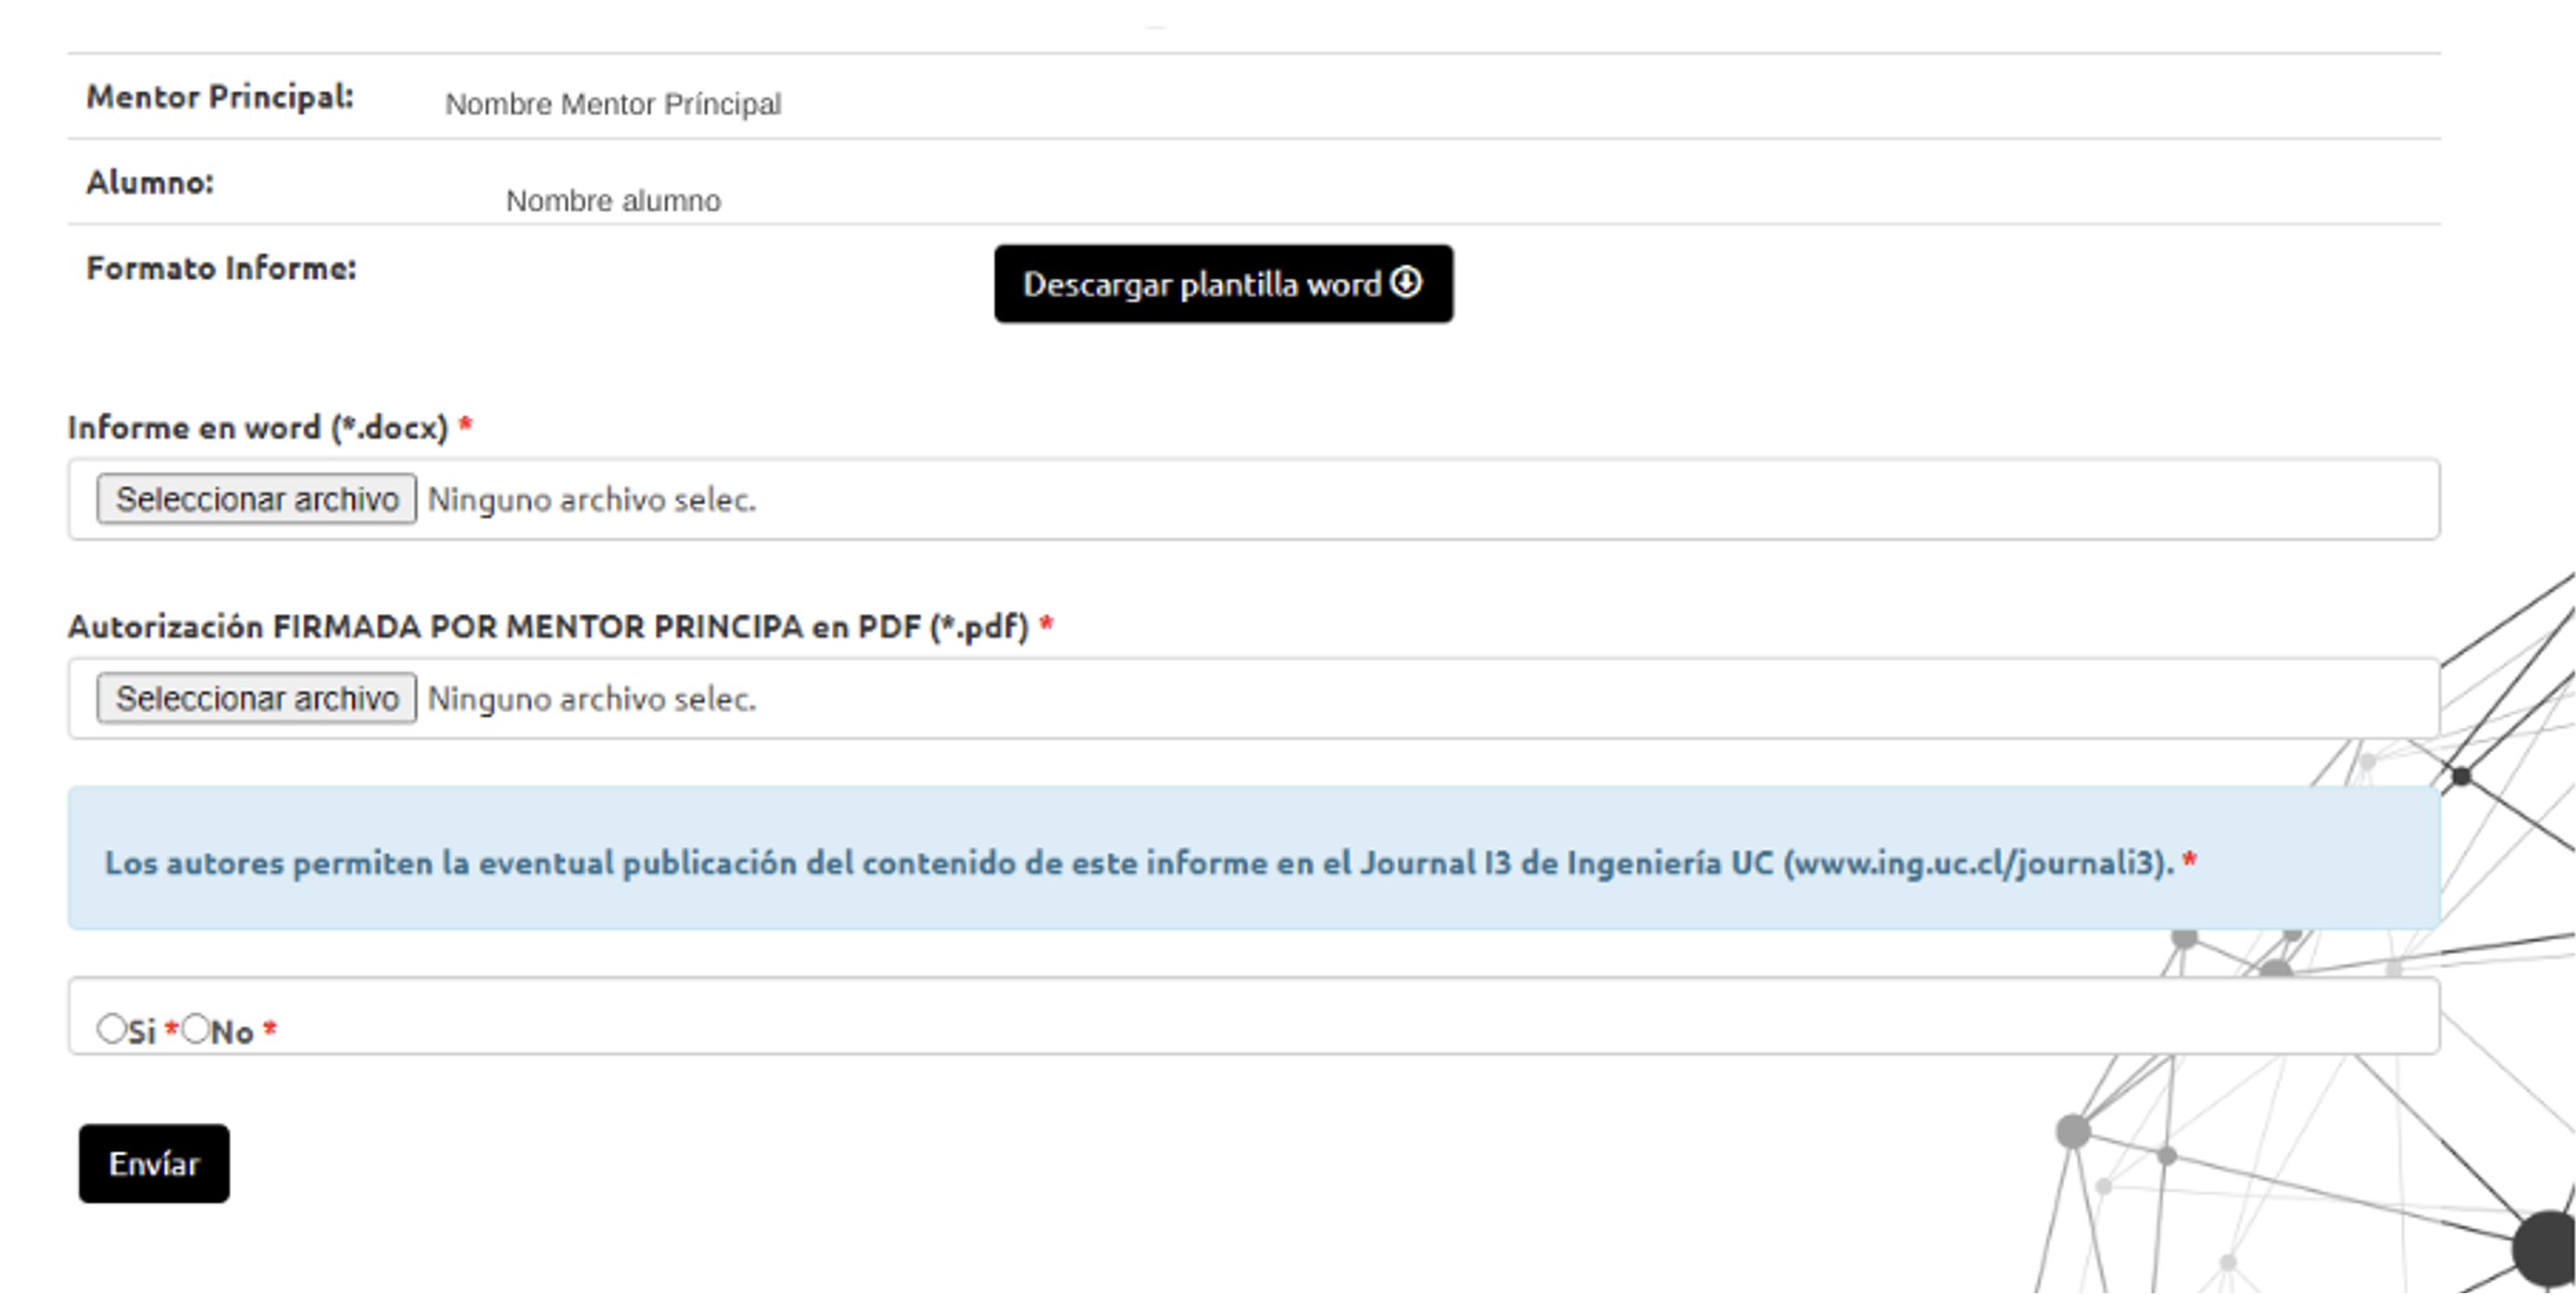 Mentor Principal: Nombre Mentor Príncipal
Alumno: Nombre alumno
Formato Informe: Descargar plantilla word
Informe en word (*.docx) *
Seleccionar archivo Ninguno archivo selec.
Autorización FIRMADA POR MENTOR PRINCIPA en PDF (*.pdf) *
Seleccionar archivo Ninguno archivo selec.
Los autores permiten la eventual publicación del contenido de este informe en el Journal I3 de Ingeniería UC (www.ing.uc.cl/journali3). *
Si * No *
Envíar